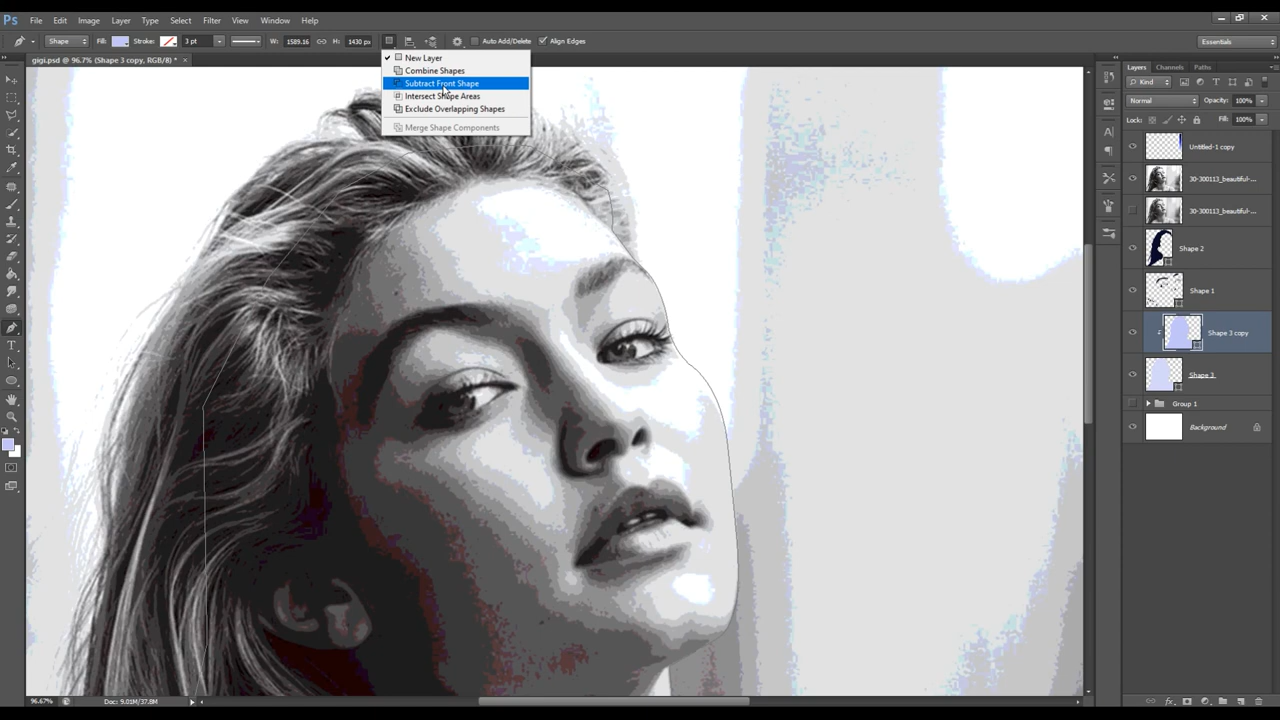 Ps File Edit Image Layer Type Select Filter View Window Help
Shape Fill: Stroke: 3 pt W: 1589.16 H: 1430 px Auto Add/Delete Align Edges Essentials
gigi.psd @ 96.7% (Shape 3 copy, RGB/8) * ×
New Layer
Combine Shapes
Subtract Front Shape
Intersect Shape Areas
Exclude Overlapping Shapes
Merge Shape Components
Layers Channels Paths
Kind
Normal Opacity: 100%
Lock: Fill: 100%
Untitled-1 copy
30-300113_beautiful-...
30-300113_beautiful-...
Shape 2
Shape 1
Shape 3 copy
Shape 3
Group 1
Background
96.67% Doc: 9.01M/37.8M